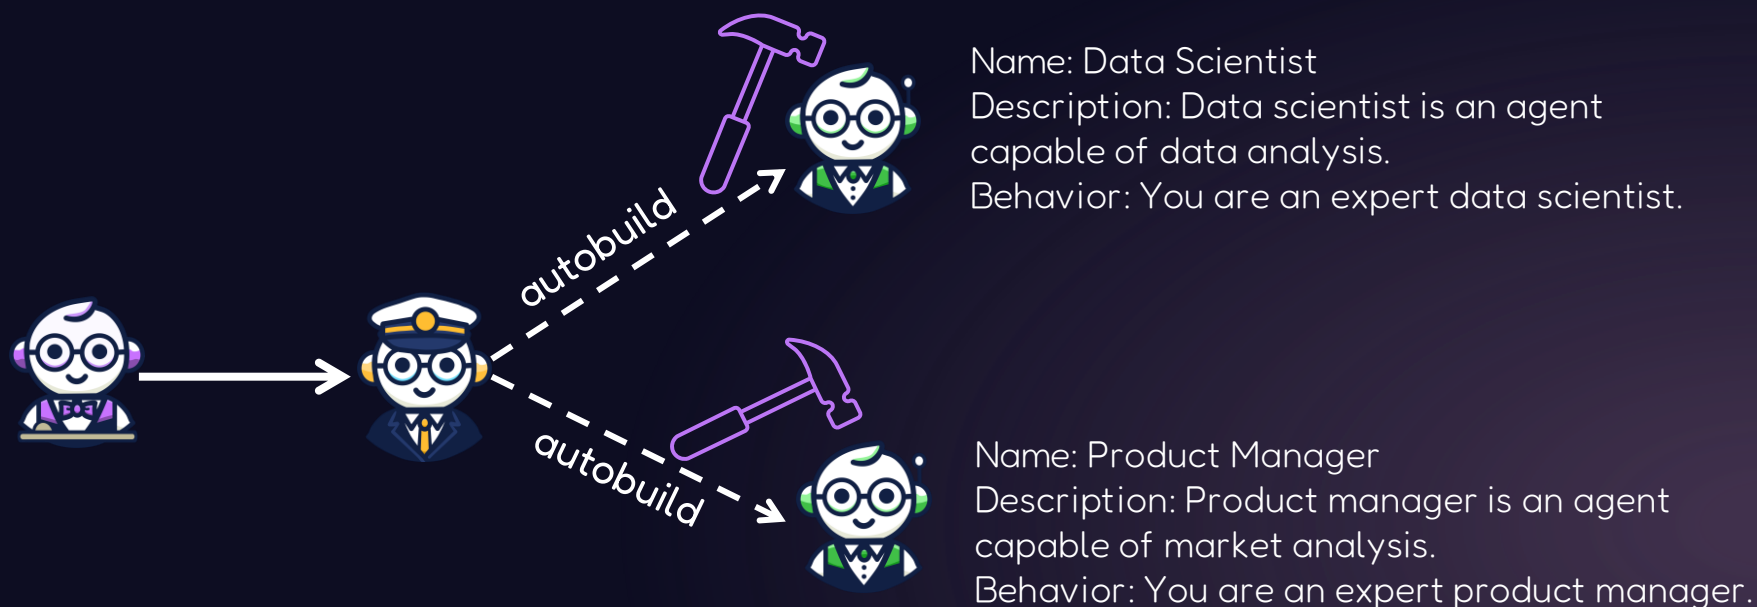 Name: Data Scientist
Description: Data scientist is an agent
capable of data analysis.
Behavior: You are an expert data scientist.
autobuild
autobuild
Name: Product Manager
Description: Product manager is an agent
capable of market analysis.
Behavior: You are an expert product manager.